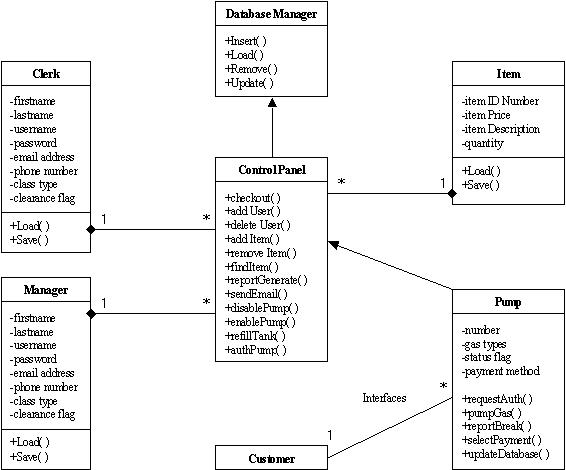 Database Manager
+Insert( )
+Load( )
+Remove( )
+Update( )
Clerk
-firstname
-lastname
-username
-password
-email address
-phone number
-class type
-clearance flag
+Load( )
+Save( )
1
*
Item
-item ID Number
-item Price
-item Description
-quantity
+Load( )
+Save( )
*
1
Control Panel
+checkout( )
+add User( )
+delete User( )
+add Item( )
+remove Item( )
+findItem( )
+reportGenerate( )
+sendEmail( )
+disablePump( )
+enablePump( )
+refillTank( )
+authPump( )
Manager
-firstname
-lastname
-username
-password
-email address
-phone number
-class type
-clearance flag
+Load( )
+Save( )
1
*
Pump
-number
-gas types
-status flag
-payment method
+requestAuth( )
+pumpGas( )
+reportBreak( )
+selectPayment( )
+updateDatabase( )
*
Interfaces
1
Customer